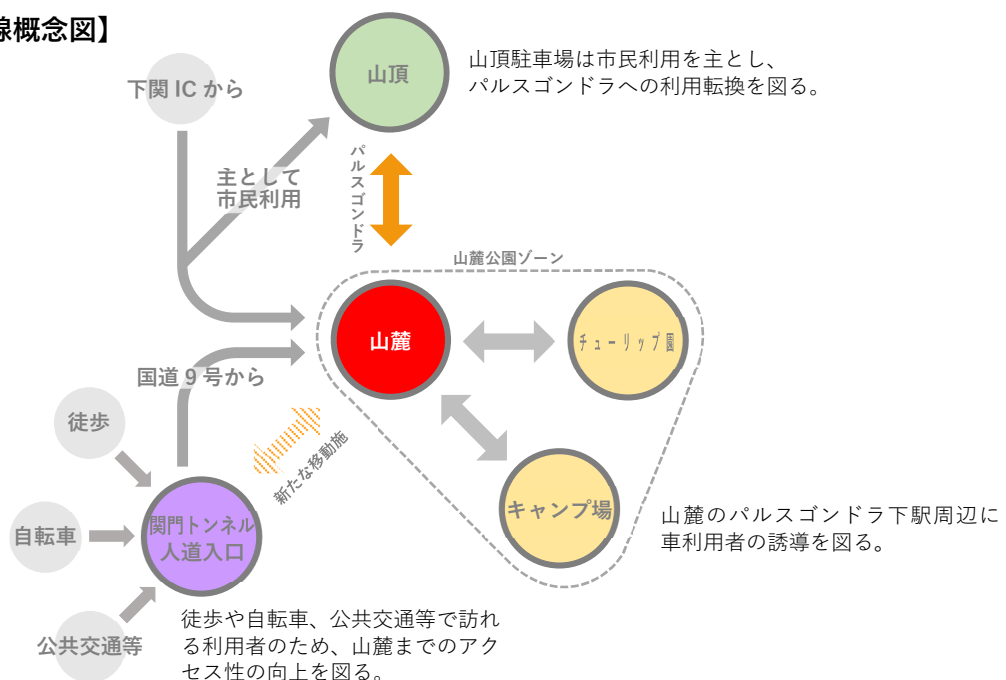 線概念図】
山頂
山頂駐車場は市民利用を主とし、
パルスゴンドラへの利用転換を図る。
下関 IC から
主として
市民利用
パルスゴンドラ
山麓公園ゾーン
山麓
チューリップ園
国道 9 号から
徒歩
新たな移動施
キャンプ場
自転車
関門トンネル
人道入口
山麓のパルスゴンドラ下駅周辺に
車利用者の誘導を図る。
公共交通等
徒歩や自転車、公共交通等で訪れ
る利用者のため、山麓までのアク
セス性の向上を図る。